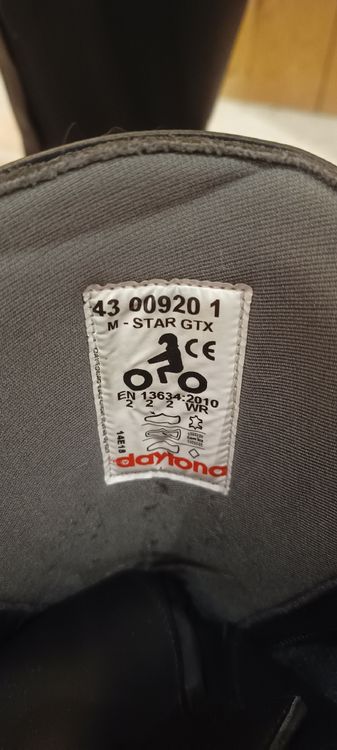 43 00920 1
M - STAR GTX
CE
EN 13634:2010
2 2 2 WR
14E18
daytona